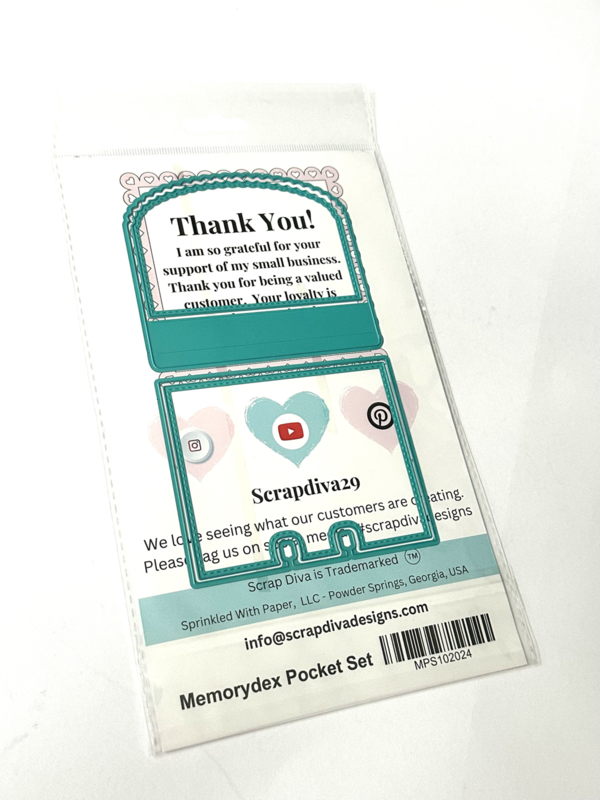 Thank You!
I am so grateful for your
support of my small business.
Thank you for being a valued
customer. Your loyalty is
Scrapdiva29
We love seeing what our customers are creating.
Please tag us on #scrapdivadesigns
Scrap Diva is Trademarked TM
Sprinkled With Paper, LLC - Powder Springs, Georgia, USA
info@scrapdivadesigns.com
Memorydex Pocket Set
MPS102024